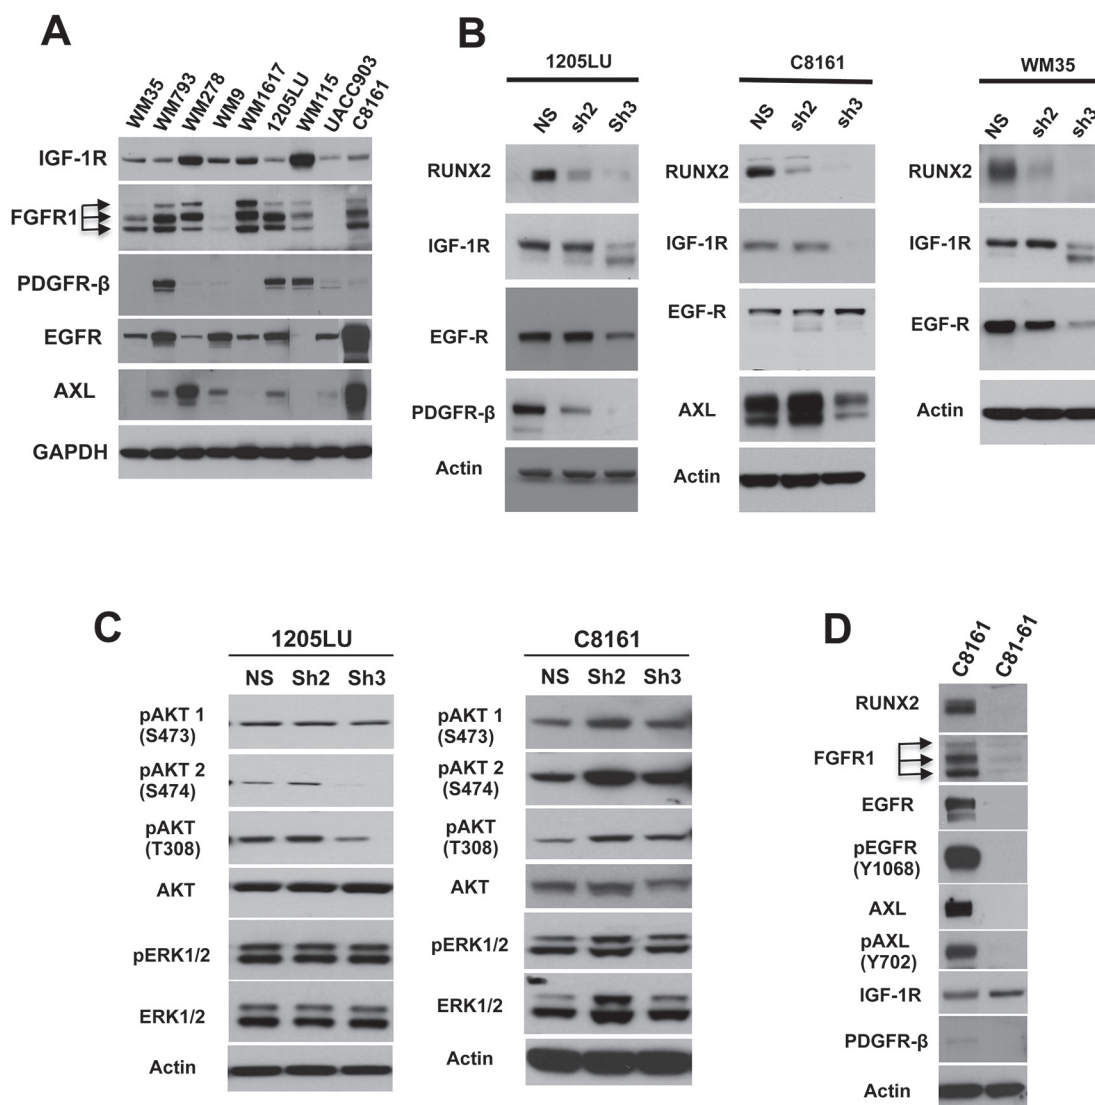 A
WM35
WM793
WM278
WM9
WM1617
1205LU
WM115
UACC903
C8161
IGF-1R
FGFR1
PDGFR-β
EGFR
AXL
GAPDH
B
1205LU
NS
sh2
Sh3
RUNX2
IGF-1R
EGF-R
PDGFR-β
Actin
C8161
NS
sh2
sh3
RUNX2
IGF-1R
EGF-R
AXL
Actin
WM35
NS
sh2
sh3
RUNX2
IGF-1R
EGF-R
Actin
C
1205LU
NS Sh2 Sh3
pAKT 1
(S473)
pAKT 2
(S474)
pAKT
(T308)
AKT
pERK1/2
ERK1/2
Actin
C8161
NS Sh2 Sh3
pAKT 1
(S473)
pAKT 2
(S474)
pAKT
(T308)
AKT
pERK1/2
ERK1/2
Actin
D
C8161
C81-61
RUNX2
FGFR1
EGFR
pEGFR
(Y1068)
AXL
pAXL
(Y702)
IGF-1R
PDGFR-β
Actin